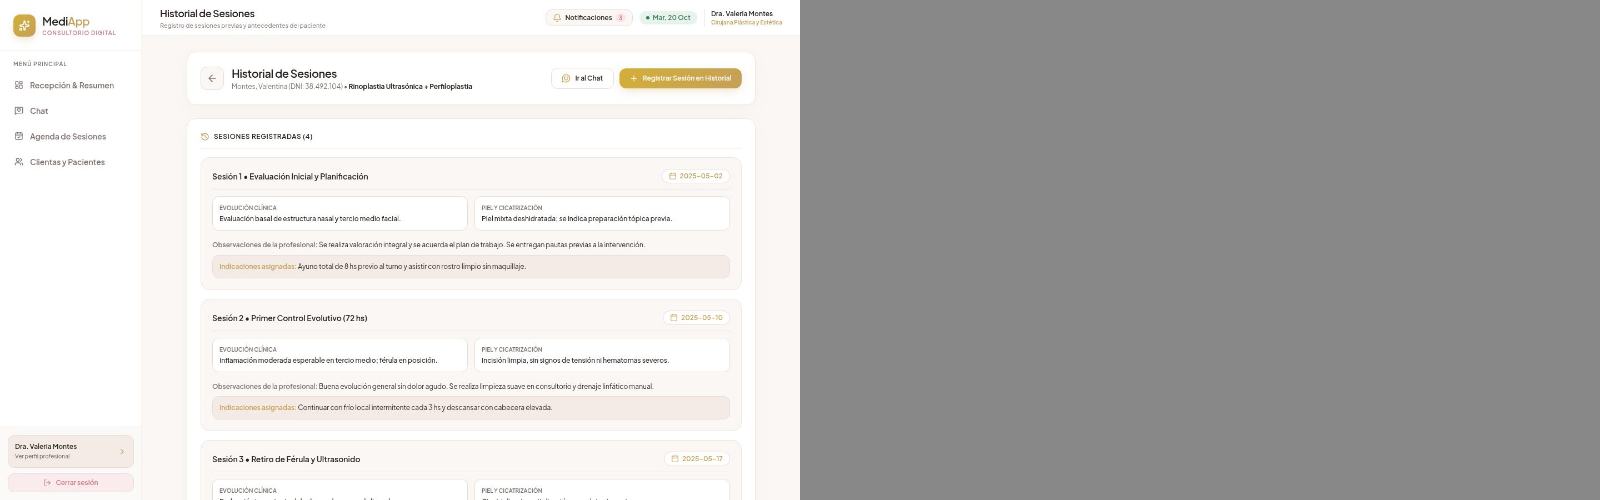 MediApp
CONSULTORIO DIGITAL
MENÚ PRINCIPAL
Recepción & Resumen
Chat
Agenda de Sesiones
Clientas y Pacientes
Dra. Valeria Montes
Ver perfil profesional
Cerrar sesión
Historial de Sesiones
Registro de sesiones previas y antecedentes de paciente
Notificaciones 3
Mar, 20 Oct
Dra. Valeria Montes
Cirujana Plástica y Estética
Historial de Sesiones
Montes, Valentina (DNI: 38.492.104) • Rinoplastia Ultrasónica + Perfiloplastia
Ir al Chat
Registrar Sesión en Historial
SESIONES REGISTRADAS (4)
Sesión 1 • Evaluación Inicial y Planificación
2025-05-02
EVOLUCIÓN CLÍNICA
Evaluación basal de estructura nasal y tercio medio facial.
PIEL Y CICATRIZACIÓN
Piel mixta deshidratada; se indica preparación tópica previa.
Observaciones de la profesional: Se realiza valoración integral y se acuerda el plan de trabajo. Se entregan pautas previas a la intervención.
Indicaciones asignadas: Ayuno total de 8 hs previo al turno y asistir con rostro limpio sin maquillaje.
Sesión 2 • Primer Control Evolutivo (72 hs)
2025-05-10
EVOLUCIÓN CLÍNICA
Inflamación moderada esperable en tercio medio; férula en posición.
PIEL Y CICATRIZACIÓN
Incisión limpia, sin signos de tensión ni hematomas severos.
Observaciones de la profesional: Buena evolución general sin dolor agudo. Se realiza limpieza suave en consultorio y drenaje linfático manual.
Indicaciones asignadas: Continuar con frío local intermitente cada 3 hs y descansar con cabecera elevada.
Sesión 3 • Retiro de Férula y Ultrasonido
2025-05-17
EVOLUCIÓN CLÍNICA
PIEL Y CICATRIZACIÓN